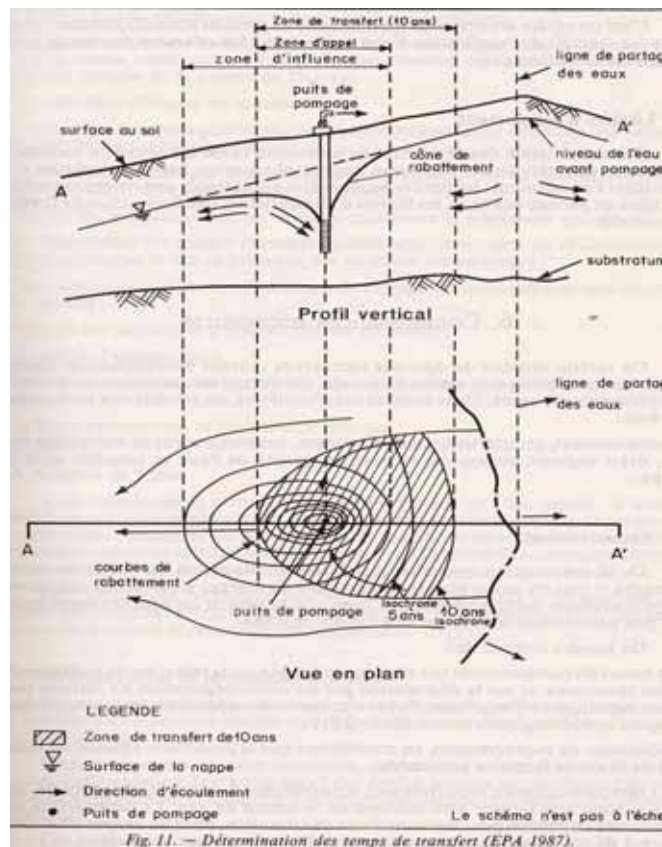 Zone de transfert (10 ans)
Zone d'appel
zone d'influence
ligne de partag
des eaux
puits de
pompage
surface au sol
A
A'
cône de
rabattement
niveau de l'eau
avant pompage
substratum
Profil vertical
ligne de partag
des eaux
A
A'
courbes de
rabattement
puits de pompage
Isochrone
5 ans
10 ans
Isochrone
Vue en plan
LEGENDE
Zone de transfert de 10 ans
Surface de la nappe
Direction d'écoulement
Puits de pompage
Le schéma n'est pas à l'éche
Fig. 11. — Détermination des temps de transfert (EPA 1987).